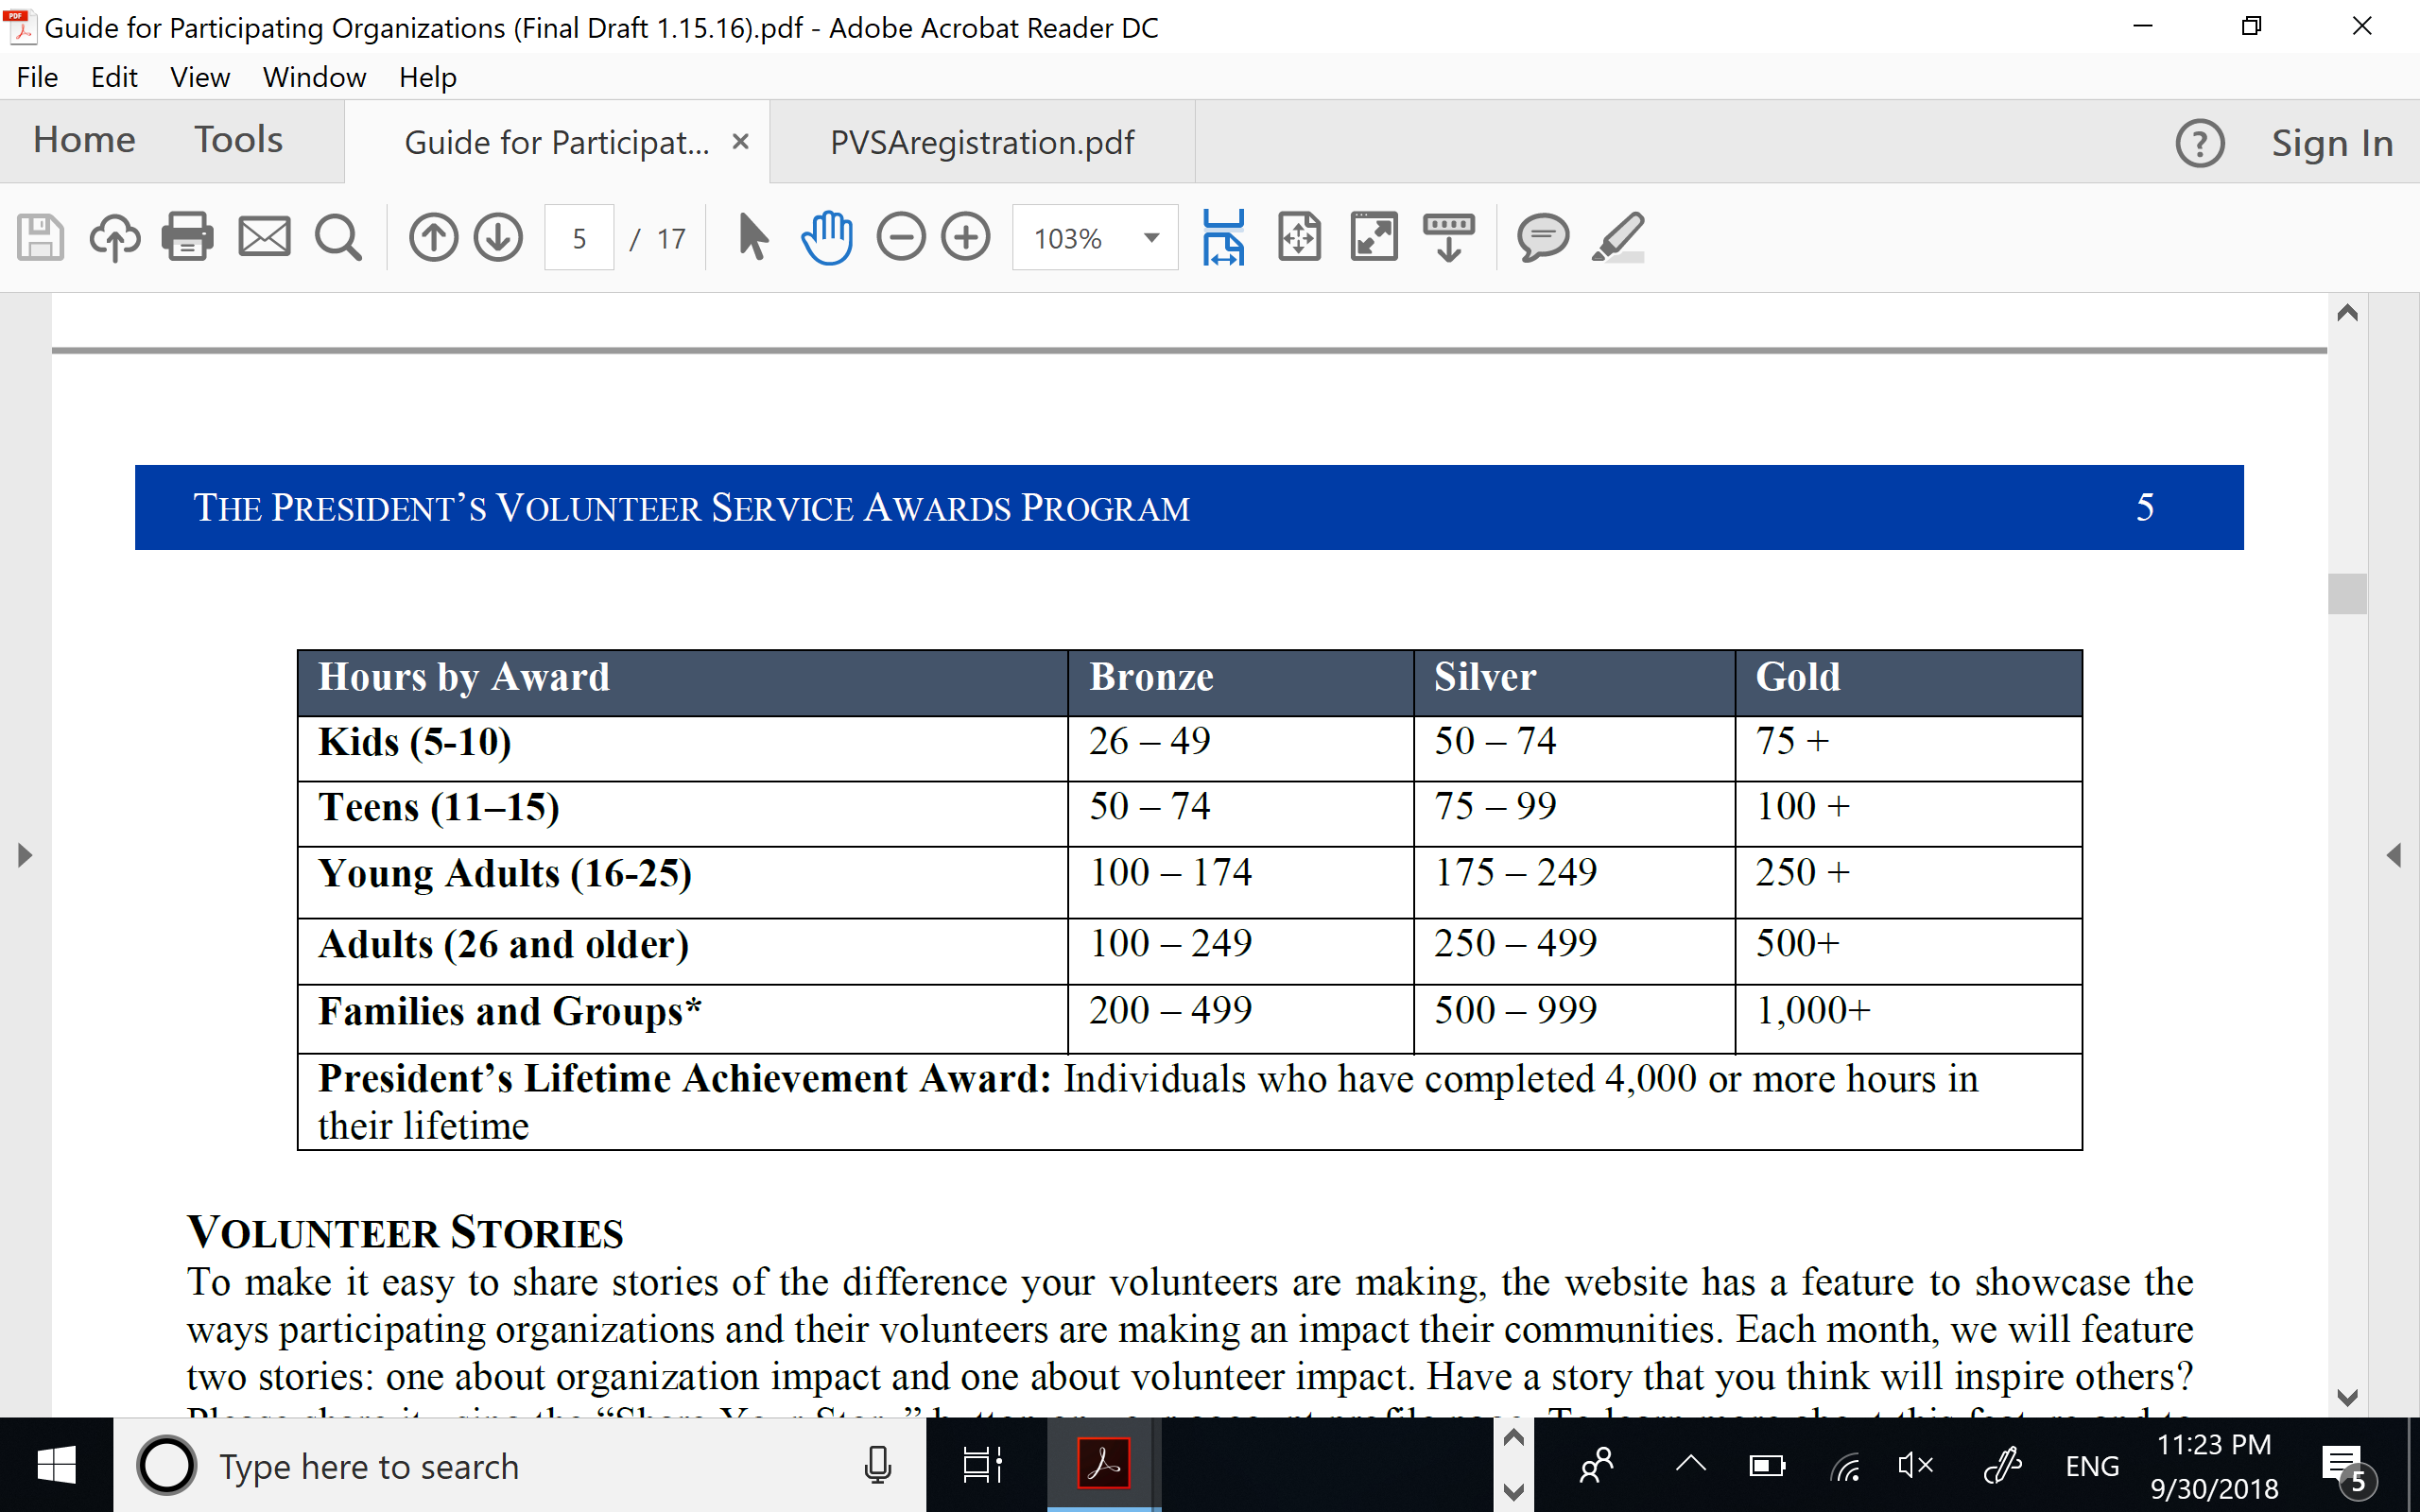 Guide for Participating Organizations (Final Draft 1.15.16).pdf - Adobe Acrobat Reader DC
File Edit View Window Help
Home Tools Guide for Participat... × PVSAregistration.pdf ? Sign In
5 / 17 103%
THE PRESIDENT'S VOLUNTEER SERVICE AWARDS PROGRAM 5
Hours by Award Bronze Silver Gold
Kids (5-10) 26 – 49 50 – 74 75 +
Teens (11–15) 50 – 74 75 – 99 100 +
Young Adults (16-25) 100 – 174 175 – 249 250 +
Adults (26 and older) 100 – 249 250 – 499 500+
Families and Groups* 200 – 499 500 – 999 1,000+
President's Lifetime Achievement Award: Individuals who have completed 4,000 or more hours in
their lifetime
VOLUNTEER STORIES
To make it easy to share stories of the difference your volunteers are making, the website has a feature to showcase the
ways participating organizations and their volunteers are making an impact their communities. Each month, we will feature
two stories: one about organization impact and one about volunteer impact. Have a story that you think will inspire others?
Type here to search
ENG
11:23 PM
9/30/2018
5